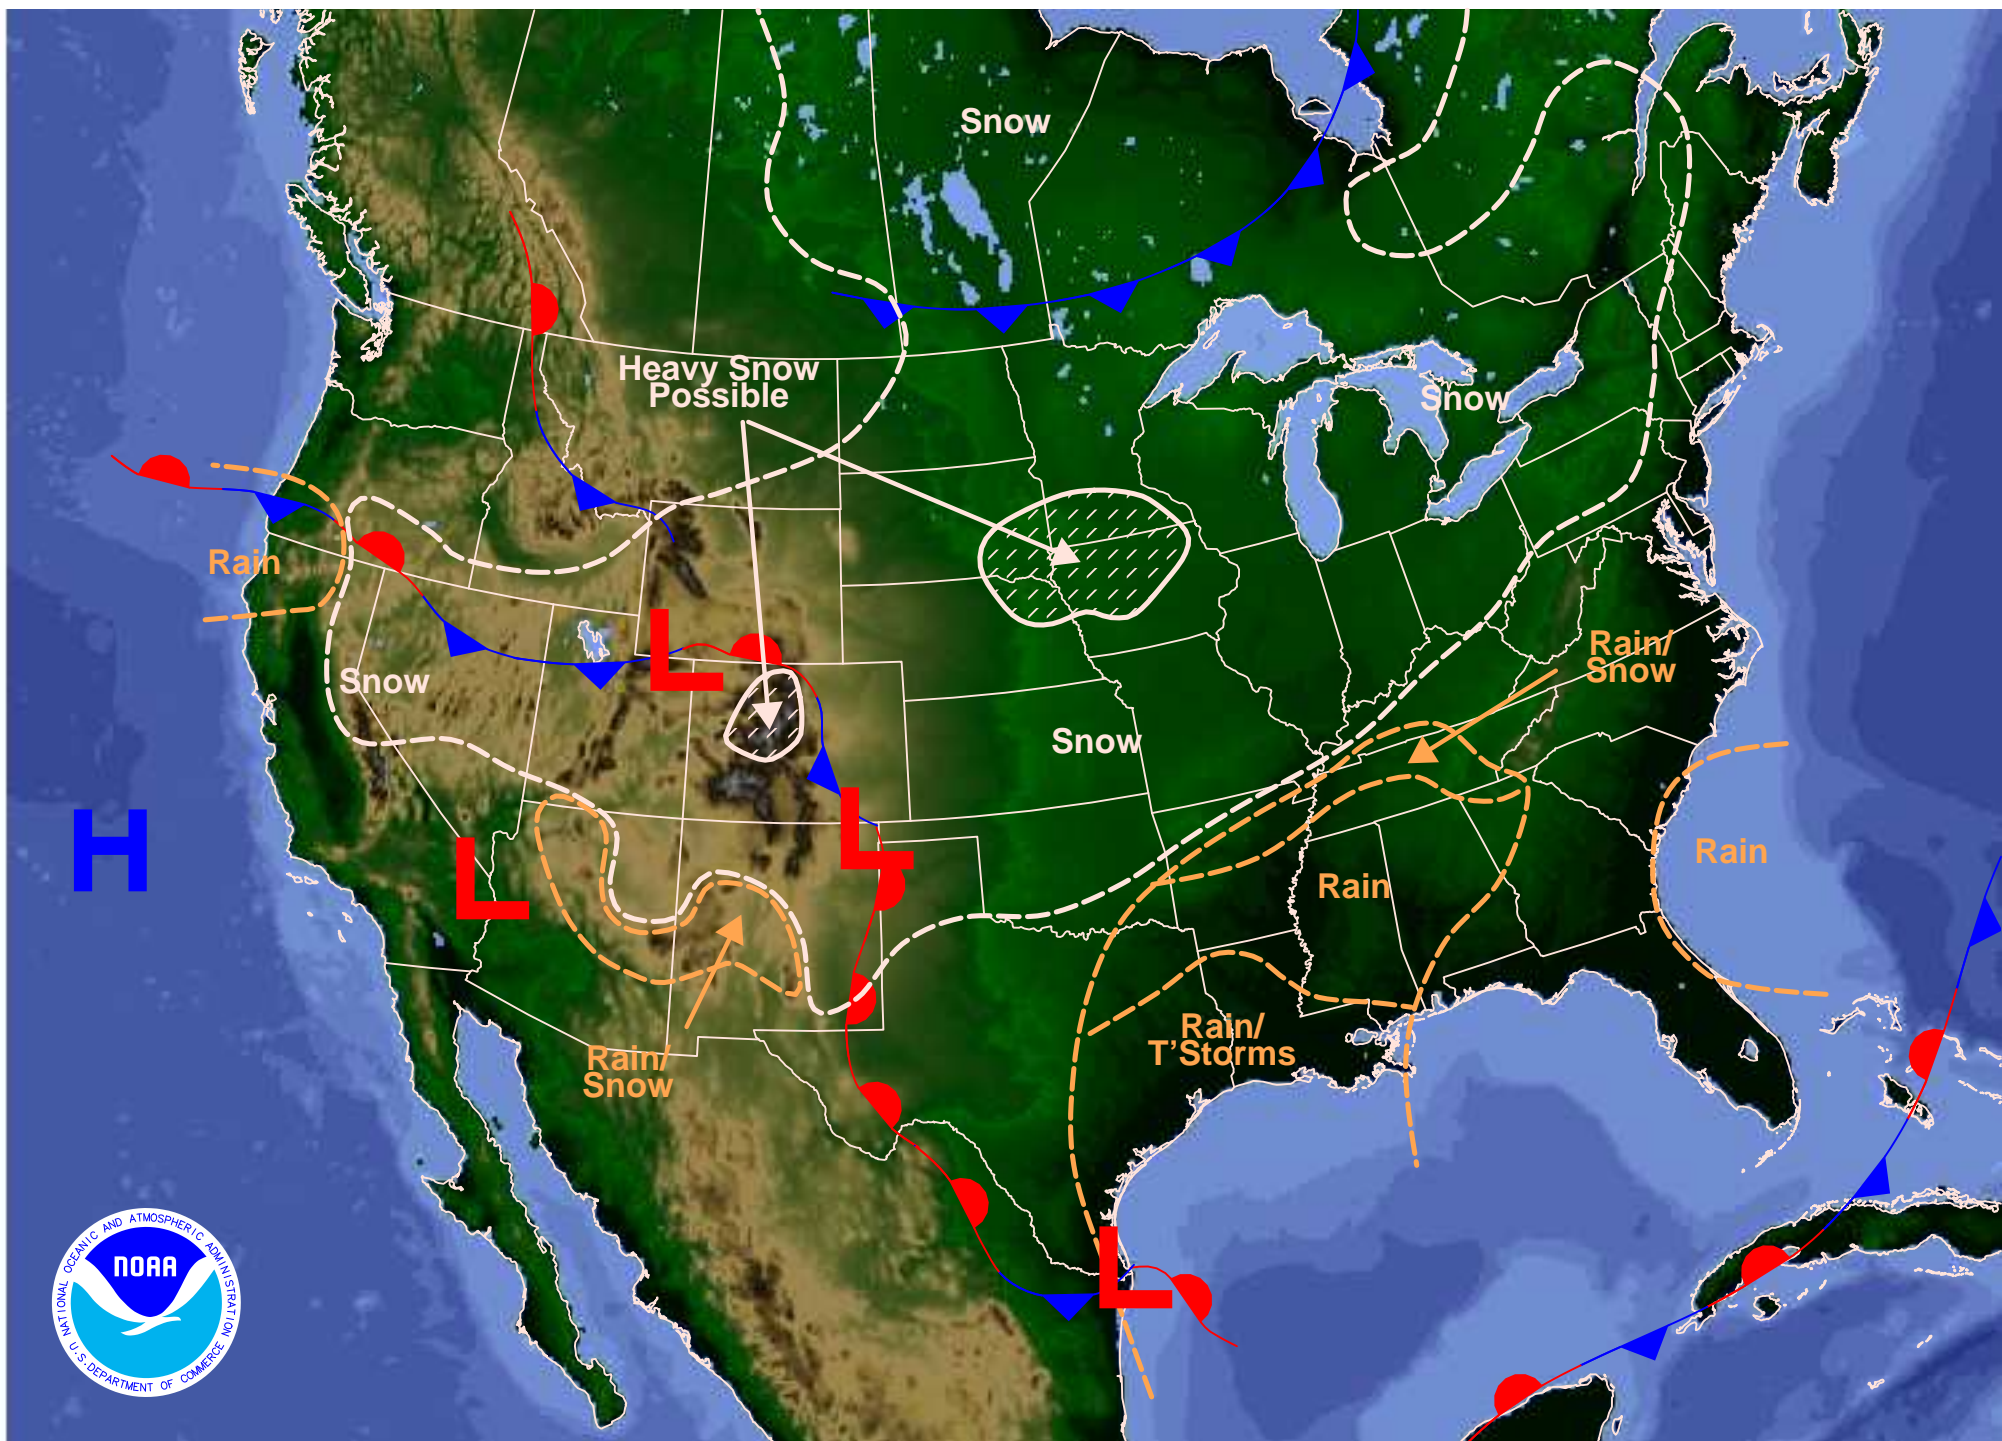 Snow
Heavy Snow
Possible
Snow
Rain
Rain/
Snow
Snow
Snow
H
L
L
L
Rain
Rain
Rain/
T'Storms
Rain/
Snow
L
NATIONAL OCEANIC AND ATMOSPHERIC ADMINISTRATION
NOAA
U.S. DEPARTMENT OF COMMERCE